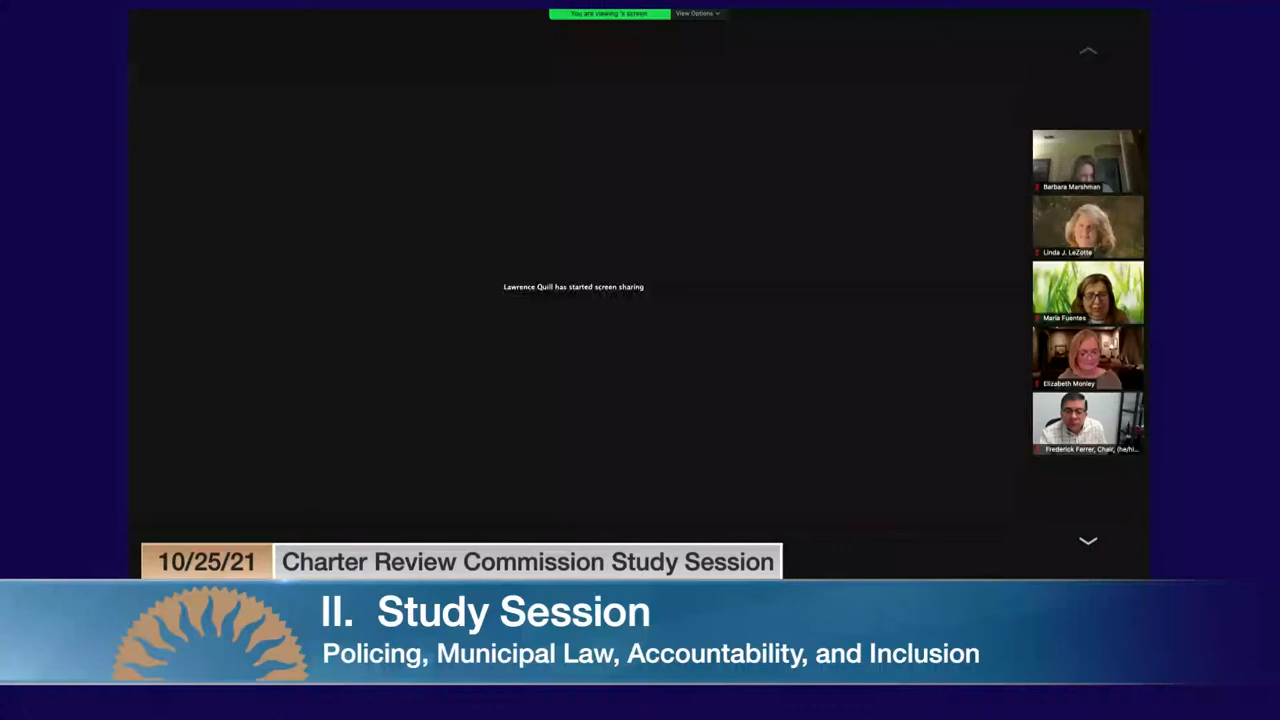 You are viewing 's screen
View Options
Barbara Marshman
Linda J. LeZotte
Maria Fuentes
Elizabeth Monley
Frederick Ferrer, Chair, (he/hi...
Lawrence Quill has started screen sharing
10/25/21
Charter Review Commission Study Session
II. Study Session
Policing, Municipal Law, Accountability, and Inclusion